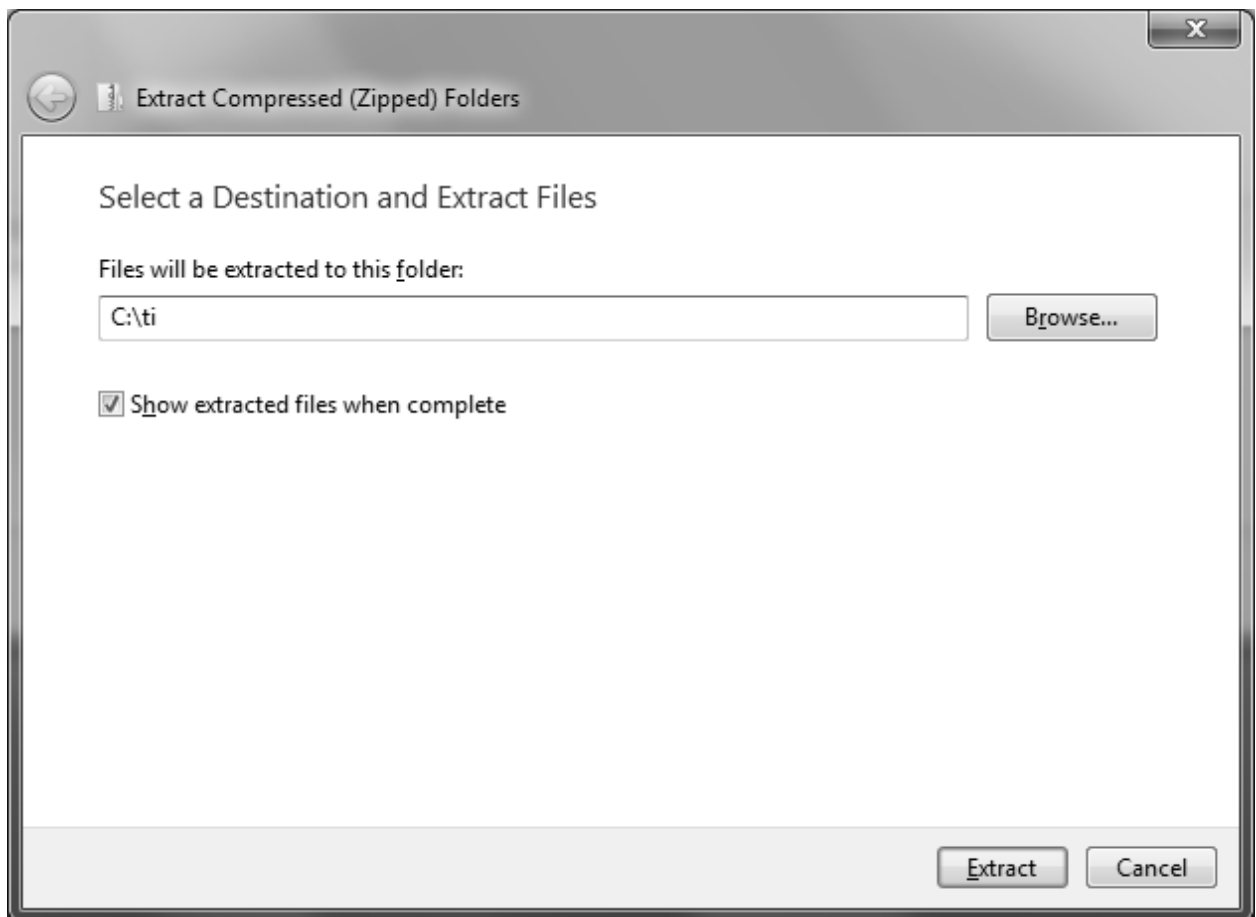 Extract Compressed (Zipped) Folders
Select a Destination and Extract Files
Files will be extracted to this folder:
C:\ti
Browse...
Show extracted files when complete
Extract
Cancel